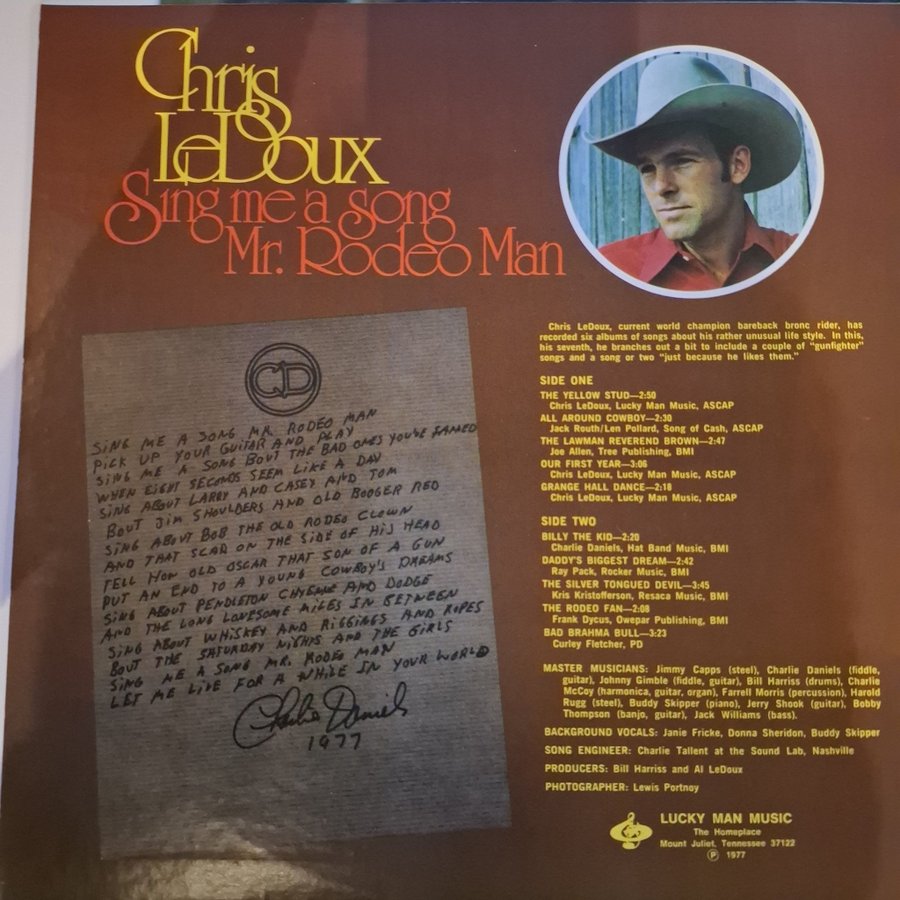 Chris
LeDoux
Sing me a song
Mr. Rodeo Man
CD
SING ME A SONG MR. RODEO MAN
PICK UP YOUR GUITAR AND PLAY
SING ME A SONG BOUT THE BAD ONES YOU'VE TAMED
WHEN EIGHT SECONDS SEEM LIKE A DAY
SING ABOUT LARRY AND CASEY AND TOM
BOUT JIM SHOULDERS AND OLD BOOGER RED
SING ABOUT BOB THE OLD RODEO CLOWN
AND THAT SCAR ON THE SIDE OF HIS HEAD
TELL HOW OLD OSCAR THAT SON OF A GUN
PUT AN END TO A YOUNG COWBOY'S DREAMS
SING ABOUT PENDLETON CHYENNE AND DODGE
AND THE LONG LONESOME MILES IN BETWEEN
SING ABOUT WHISKEY AND RIGGINGS AND ROPES
BOUT THE SATURDAY NIGHTS AND THE GIRLS
SING ME A SONG MR. RODEO MAN
LET ME LIVE FOR A WHILE IN YOUR WORLD
Charlie Daniels
1977
Chris LeDoux, current world champion bareback bronc rider, has
recorded six albums of songs about his rather unusual life style. In this,
his seventh, he branches out a bit to include a couple of "gunfighter"
songs and a song or two "just because he likes them."
SIDE ONE
THE YELLOW STUD—2:50
Chris LeDoux, Lucky Man Music, ASCAP
ALL AROUND COWBOY—2:30
Jack Routh/Len Pollard, Song of Cash, ASCAP
THE LAWMAN REVEREND BROWN—2:47
Joe Allen, Tree Publishing, BMI
OUR FIRST YEAR—3:06
Chris LeDoux, Lucky Man Music, ASCAP
GRANGE HALL DANCE—2:18
Chris LeDoux, Lucky Man Music, ASCAP
SIDE TWO
BILLY THE KID—2:20
Charlie Daniels, Hat Band Music, BMI
DADDY'S BIGGEST DREAM—2:42
Ray Pack, Rocker Music, BMI
THE SILVER TONGUED DEVIL—3:45
Kris Kristofferson, Resaca Music, BMI
THE RODEO FAN—2:08
Frank Dycus, Owepar Publishing, BMI
BAD BRAHMA BULL—3:23
Curley Fletcher, PD
MASTER MUSICIANS: Jimmy Capps (steel), Charlie Daniels (fiddle,
guitar), Johnny Gimble (fiddle, guitar), Bill Harriss (drums), Charlie
McCoy (harmonica, guitar, organ), Farrell Morris (percussion), Harold
Rugg (steel), Buddy Skipper (piano), Jerry Shook (guitar), Bobby
Thompson (banjo, guitar), Jack Williams (bass).
BACKGROUND VOCALS: Janie Fricke, Donna Sheridon, Buddy Skipper
SONG ENGINEER: Charlie Tallent at the Sound Lab, Nashville
PRODUCERS: Bill Harriss and Al LeDoux
PHOTOGRAPHER: Lewis Portnoy
LUCKY MAN MUSIC
The Homeplace
Mount Juliet, Tennessee 37122
Ⓟ 1977